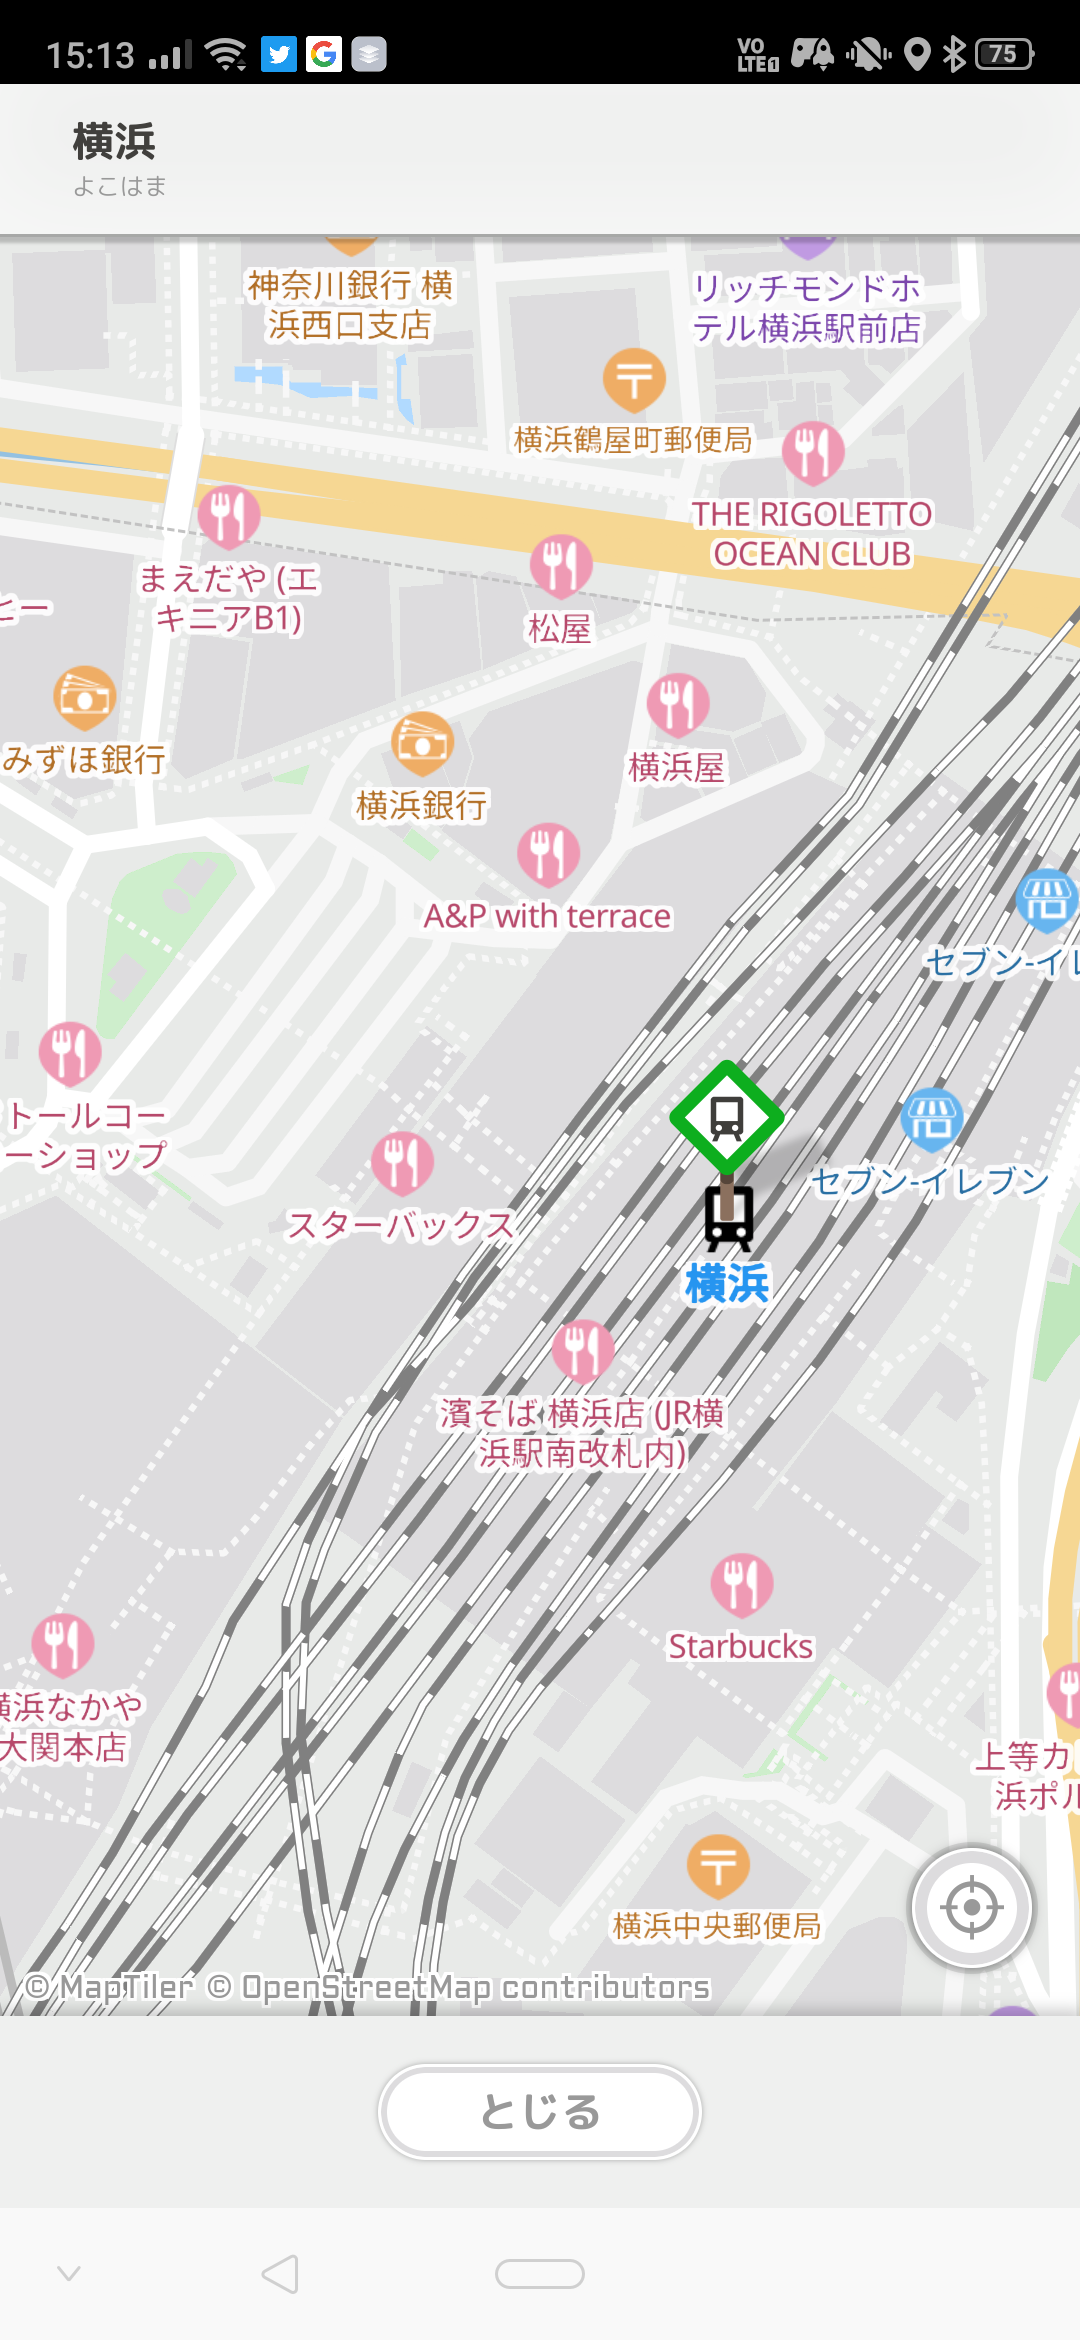 15:13
VO
LTE1
75
横浜
よこはま
神奈川銀行 横
浜西口支店
リッチモンドホ
テル横浜駅前店
横浜鶴屋町郵便局
THE RIGOLETTO
OCEAN CLUB
まえだや (エ
キニアB1)
ヒー
松屋
みずほ銀行
横浜屋
横浜銀行
A&P with terrace
セブン-イレ
トールコー
ーショップ
スターバックス
セブン-イレブン
横浜
濱そば 横浜店 (JR横
浜駅南改札内)
Starbucks
横浜なかや
大関本店
上等カ
浜ポル
横浜中央郵便局
© MapTiler © OpenStreetMap contributors
とじる